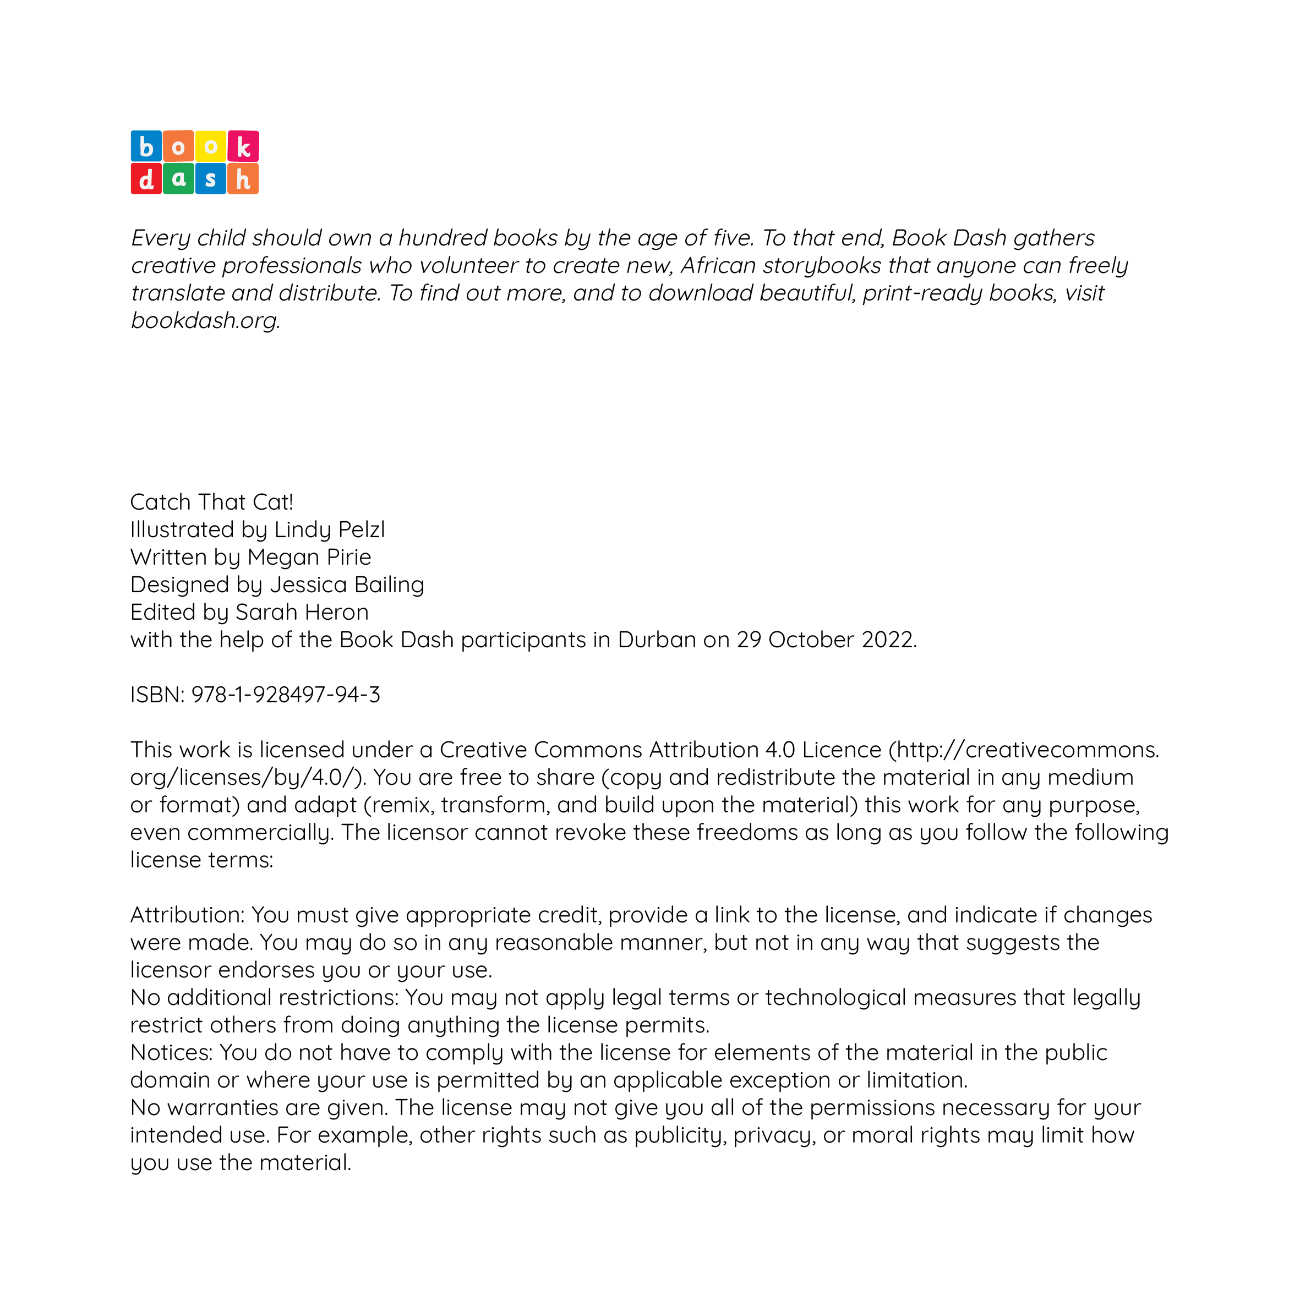 book
dash
Every child should own a hundred books by the age of five. To that end, Book Dash gathers
creative professionals who volunteer to create new, African storybooks that anyone can freely
translate and distribute. To find out more, and to download beautiful, print-ready books, visit
bookdash.org.
Catch That Cat!
Illustrated by Lindy Pelzl
Written by Megan Pirie
Designed by Jessica Bailing
Edited by Sarah Heron
with the help of the Book Dash participants in Durban on 29 October 2022.
ISBN: 978-1-928497-94-3
This work is licensed under a Creative Commons Attribution 4.0 Licence (http://creativecommons.
org/licenses/by/4.0/). You are free to share (copy and redistribute the material in any medium
or format) and adapt (remix, transform, and build upon the material) this work for any purpose,
even commercially. The licensor cannot revoke these freedoms as long as you follow the following
license terms:
Attribution: You must give appropriate credit, provide a link to the license, and indicate if changes
were made. You may do so in any reasonable manner, but not in any way that suggests the
licensor endorses you or your use.
No additional restrictions: You may not apply legal terms or technological measures that legally
restrict others from doing anything the license permits.
Notices: You do not have to comply with the license for elements of the material in the public
domain or where your use is permitted by an applicable exception or limitation.
No warranties are given. The license may not give you all of the permissions necessary for your
intended use. For example, other rights such as publicity, privacy, or moral rights may limit how
you use the material.